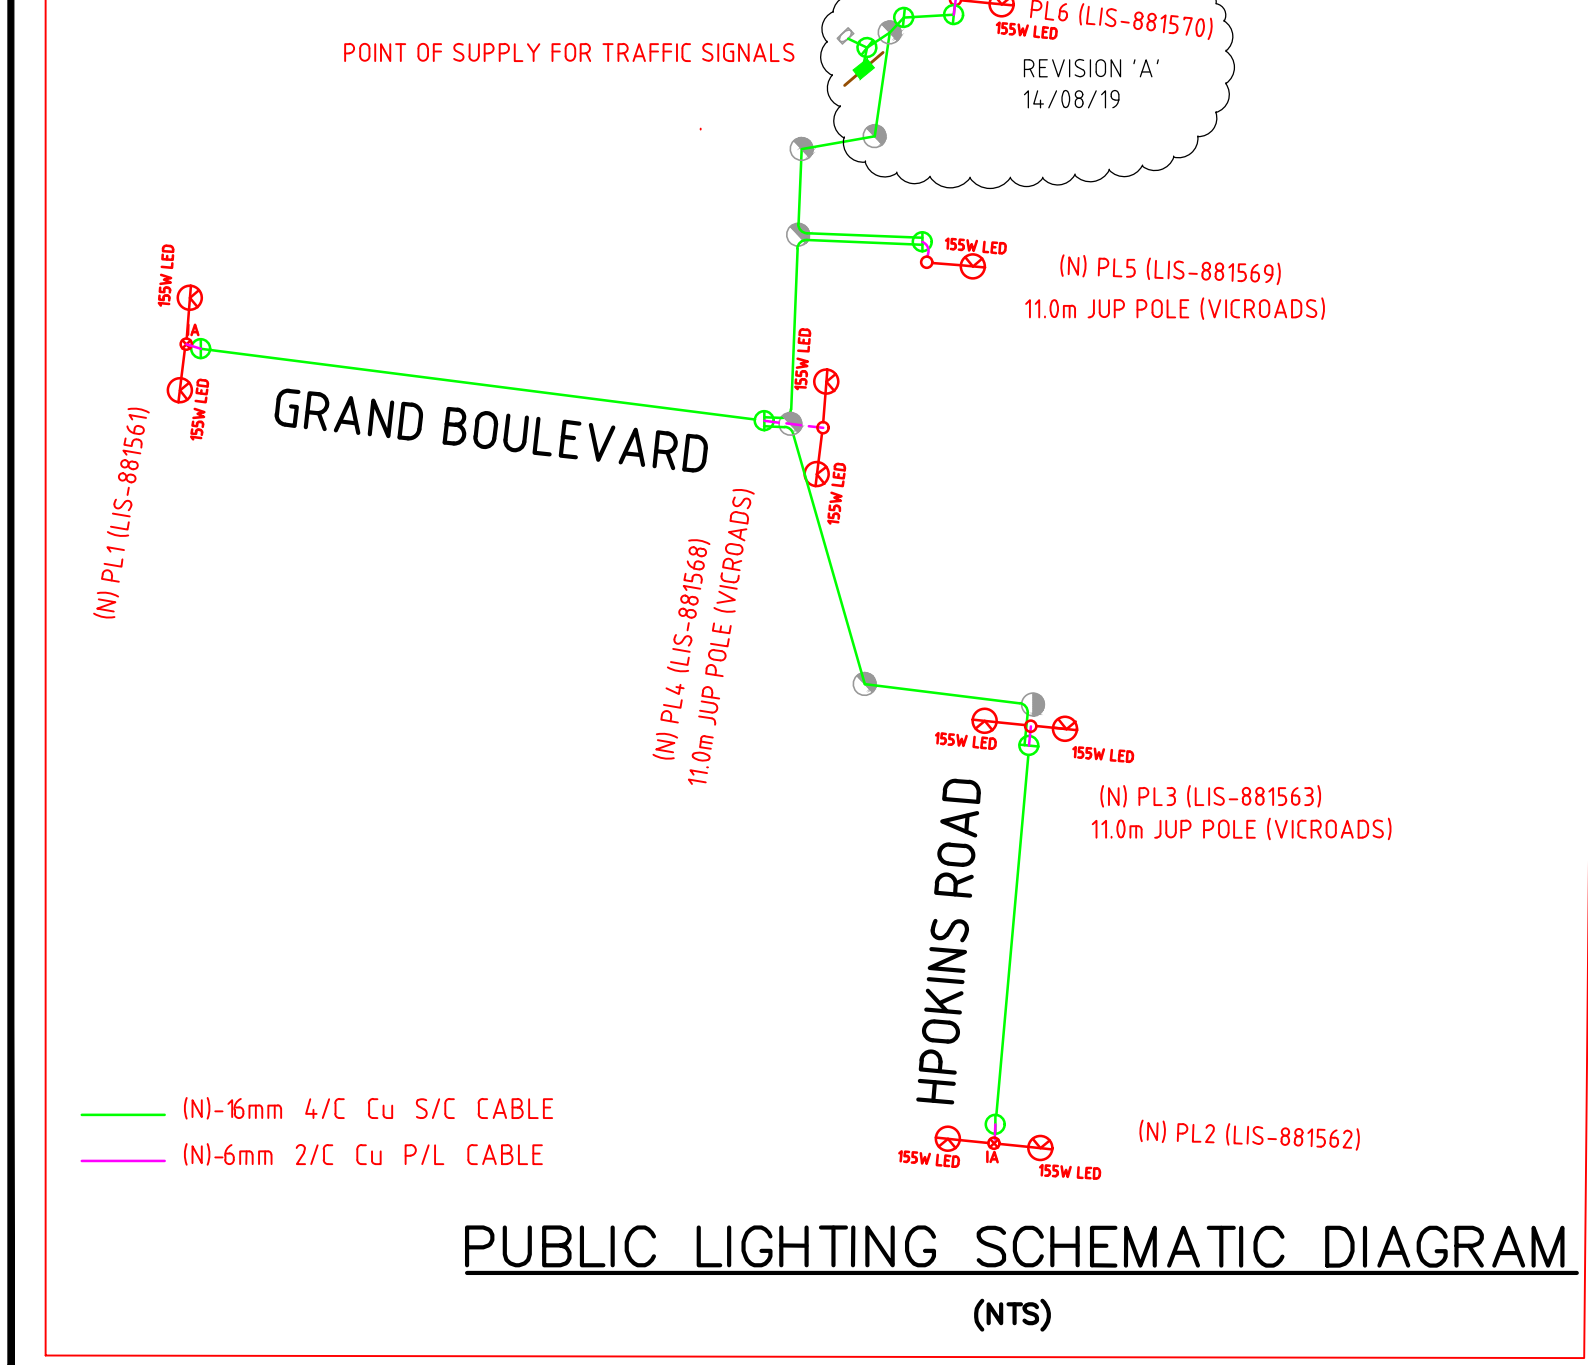 PL6 (LIS-881570)
155W LED
POINT OF SUPPLY FOR TRAFFIC SIGNALS
REVISION 'A'
14/08/19
155W LED
(N) PL5 (LIS-881569)
11.0m JUP POLE (VICROADS)
155W LED
A
155W LED
(N) PL1 (LIS-881561)
GRAND BOULEVARD
155W LED
155W LED
(N) PL4 (LIS-881568)
11.0m JUP POLE (VICROADS)
155W LED
155W LED
(N) PL3 (LIS-881563)
11.0m JUP POLE (VICROADS)
HPOKINS ROAD
(N)-16mm 4/C Cu S/C CABLE
(N)-6mm 2/C Cu P/L CABLE
155W LED
IA
155W LED
(N) PL2 (LIS-881562)
PUBLIC LIGHTING SCHEMATIC DIAGRAM
(NTS)